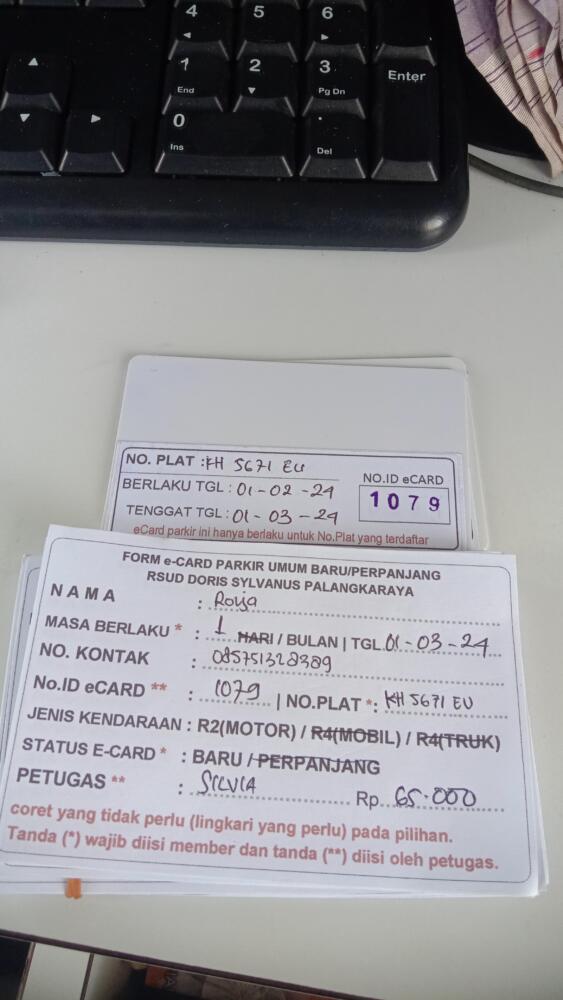 4 5 6
1 2 3 Enter
End Pg Dn
0 .
Ins Del
NO. PLAT : KH 5671 EU
BERLAKU TGL : 01-02-24
TENGGAT TGL : 01-03-24
NO.ID eCARD
1079
eCard parkir ini hanya berlaku untuk No.Plat yang terdaftar
FORM e-CARD PARKIR UMUM BARU/PERPANJANG
RSUD DORIS SYLVANUS PALANGKARAYA
NAMA :
MASA BERLAKU * : 1 HARI / BULAN | TGL. 01-03-24
NO. KONTAK : 085751328389
No.ID eCARD ** : 1079 | NO.PLAT *: KH 5671 EU
JENIS KENDARAAN : R2(MOTOR) / R4(MOBIL) / R4(TRUK)
STATUS E-CARD * : BARU / PERPANJANG
PETUGAS ** : SILVIA Rp. 65.000
coret yang tidak perlu (lingkari yang perlu) pada pilihan.
Tanda (*) wajib diisi member dan tanda (**) diisi oleh petugas.